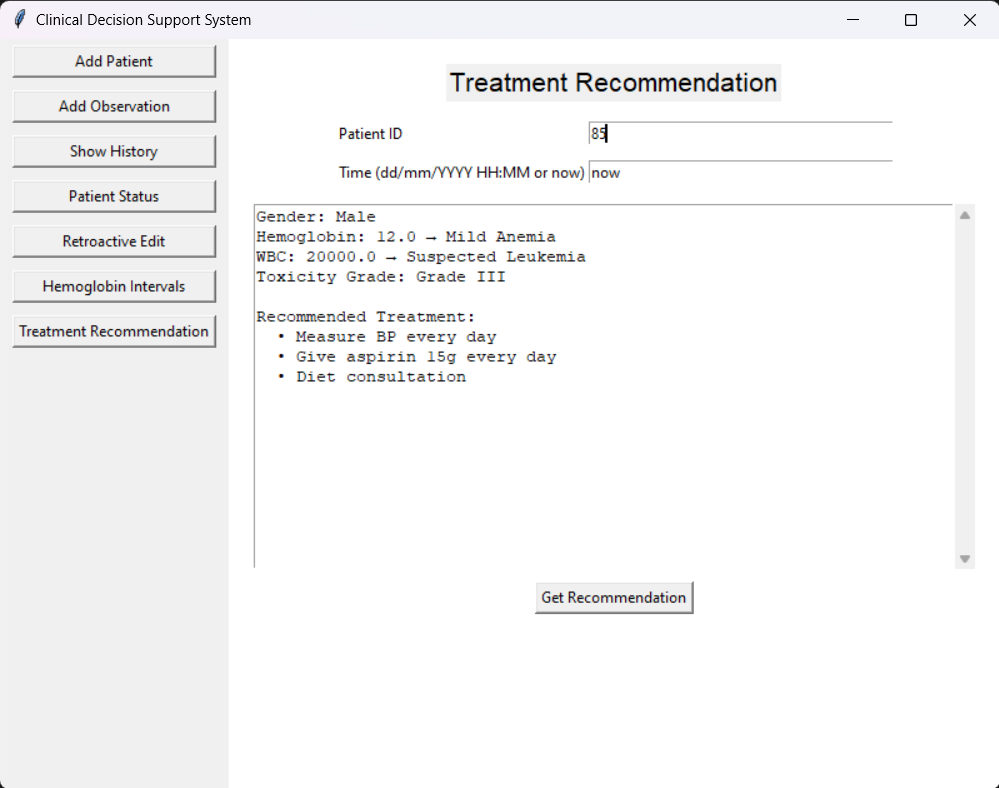 Clinical Decision Support System
Add Patient
Add Observation
Show History
Patient Status
Retroactive Edit
Hemoglobin Intervals
Treatment Recommendation
Treatment Recommendation
Patient ID 85
Time (dd/mm/YYYY HH:MM or now) now
Gender: Male
Hemoglobin: 12.0 → Mild Anemia
WBC: 20000.0 → Suspected Leukemia
Toxicity Grade: Grade III
Recommended Treatment:
• Measure BP every day
• Give aspirin 15g every day
• Diet consultation
Get Recommendation